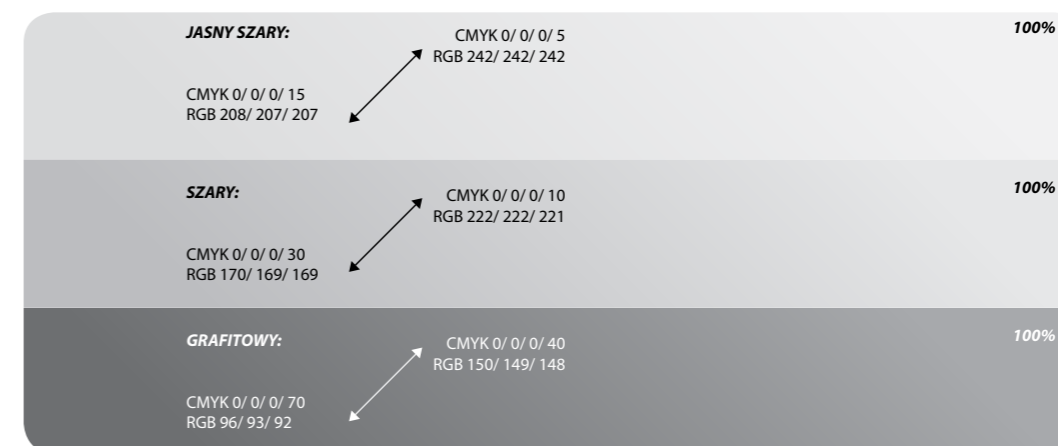 JASNY SZARY:
CMYK 0/ 0/ 0/ 5
RGB 242/ 242/ 242
100%
CMYK 0/ 0/ 0/ 15
RGB 208/ 207/ 207
SZARY:
CMYK 0/ 0/ 0/ 10
RGB 222/ 222/ 221
100%
CMYK 0/ 0/ 0/ 30
RGB 170/ 169/ 169
GRAFITOWY:
CMYK 0/ 0/ 0/ 40
RGB 150/ 149/ 148
100%
CMYK 0/ 0/ 0/ 70
RGB 96/ 93/ 92